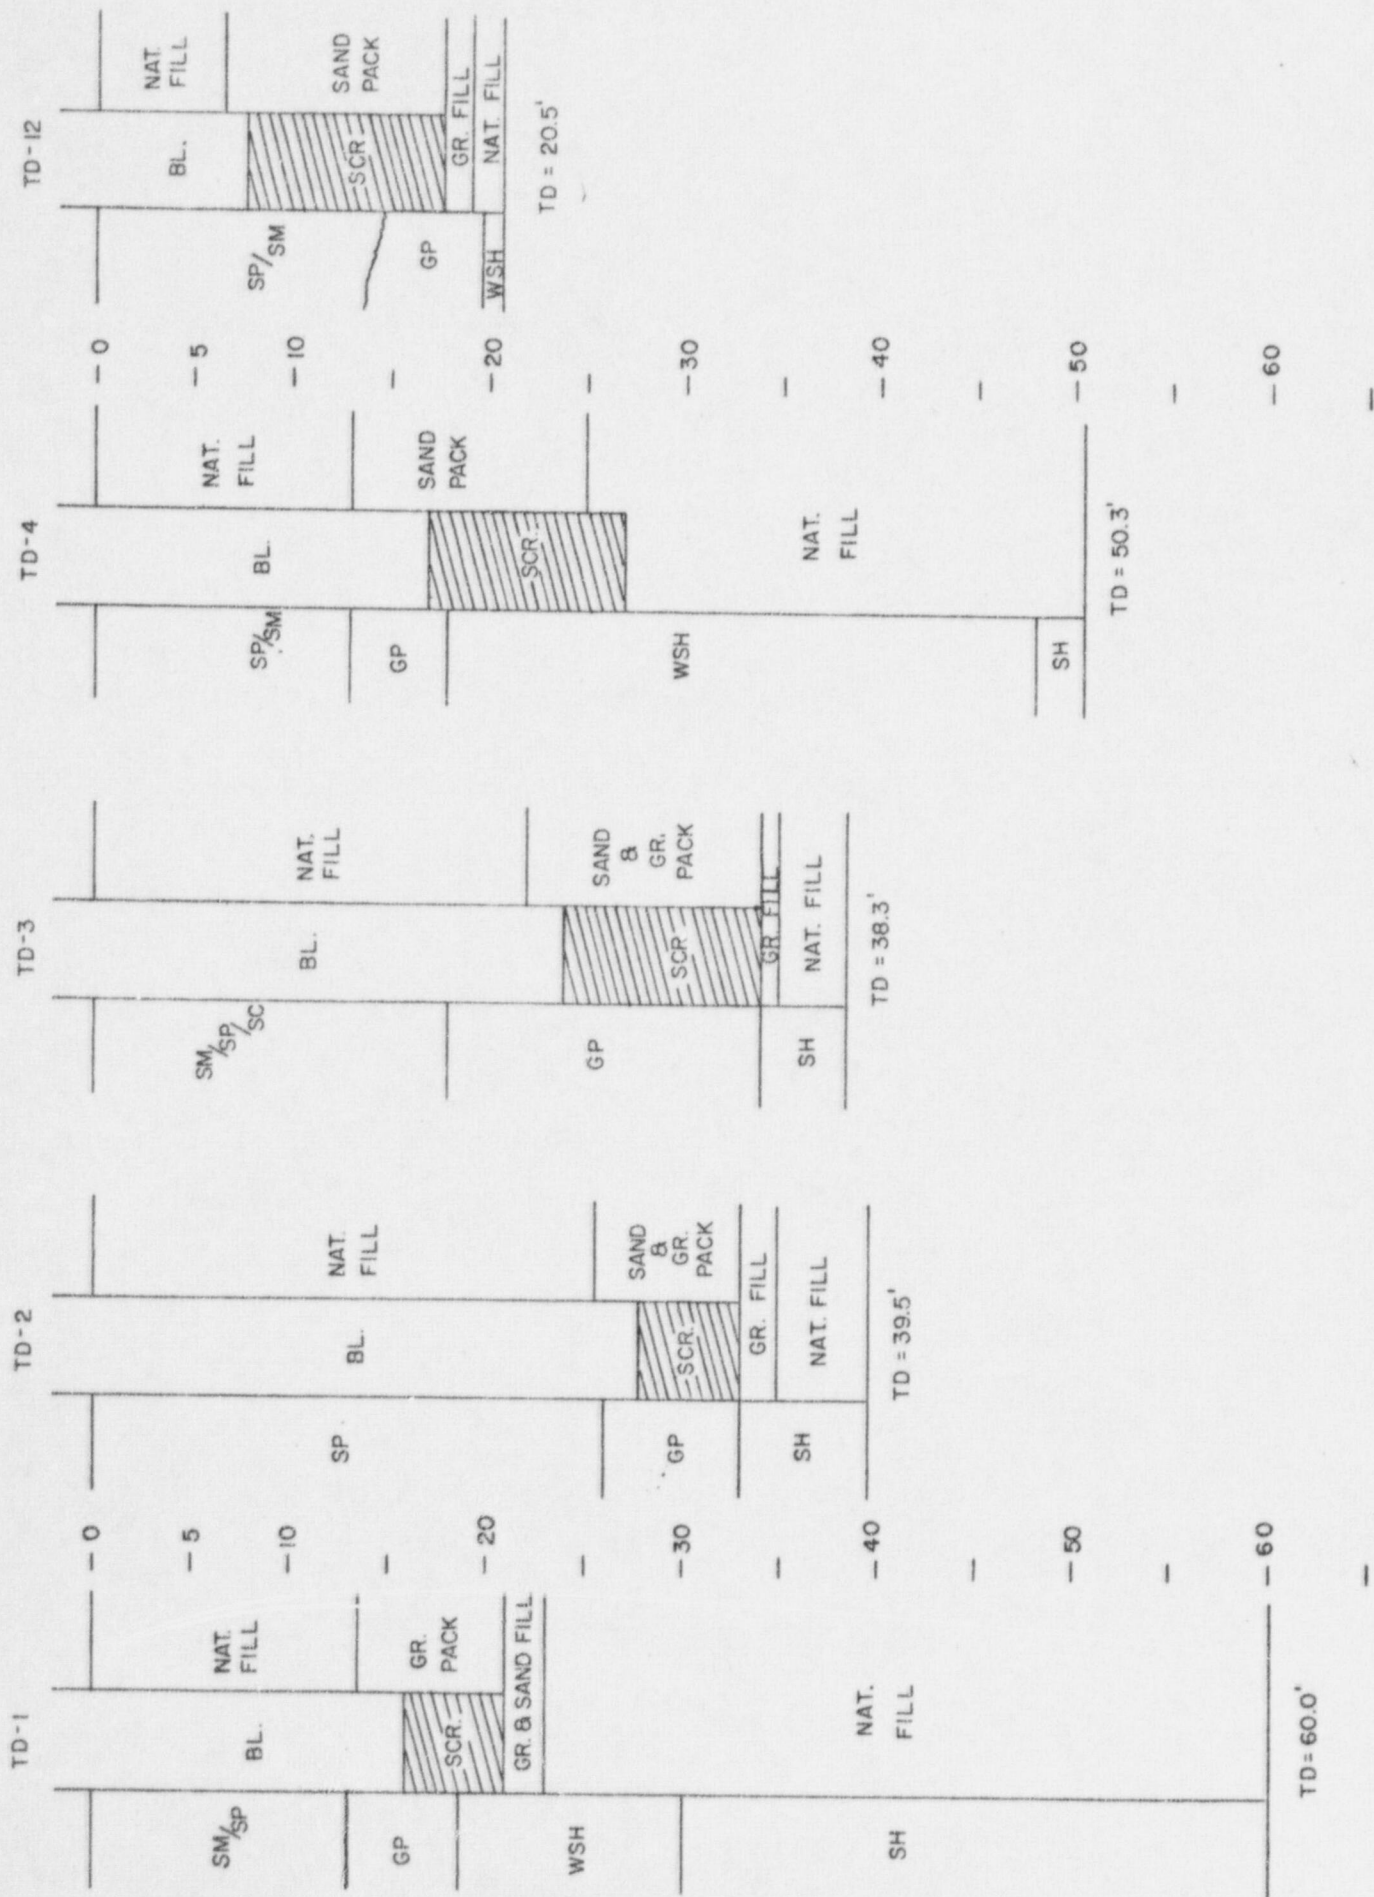 TD-1
NAT.
FILL
BL.
SM/SP
GR.
PACK
SCR.
GP
GR. & SAND FILL
WSH
NAT.
FILL
SH
TD = 60.0'
- 0
- 5
- 10
-
- 20
-
- 30
-
- 40
-
- 50
-
- 60
-
TD-2
NAT.
FILL
BL.
SP
SAND
&
GR.
PACK
SCR.
GP
GR. FILL
NAT. FILL
SH
TD = 39.5'
TD-3
NAT.
FILL
BL.
SM/SP/SC
SAND
&
GR.
PACK
SCR
GP
GR. FILL
NAT. FILL
SH
TD = 38.3'
TD-4
NAT.
FILL
BL.
SP/SM
SAND
PACK
SCR.
GP
WSH
NAT.
FILL
SH
TD = 50.3'
- 0
- 5
- 10
-
- 20
-
- 30
-
- 40
-
- 50
-
- 60
-
TD-12
NAT.
FILL
BL.
SP/SM
SAND
PACK
SCR
GP
GR. FILL
NAT. FILL
WSH
TD = 20.5'